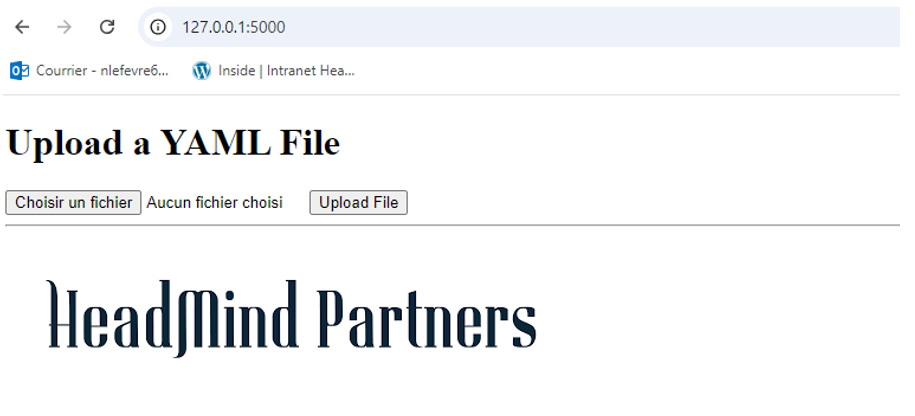 127.0.0.1:5000
Courrier - nlefevre6... Inside | Intranet Hea...
Upload a YAML File
Choisir un fichier Aucun fichier choisi Upload File
HeadMind Partners